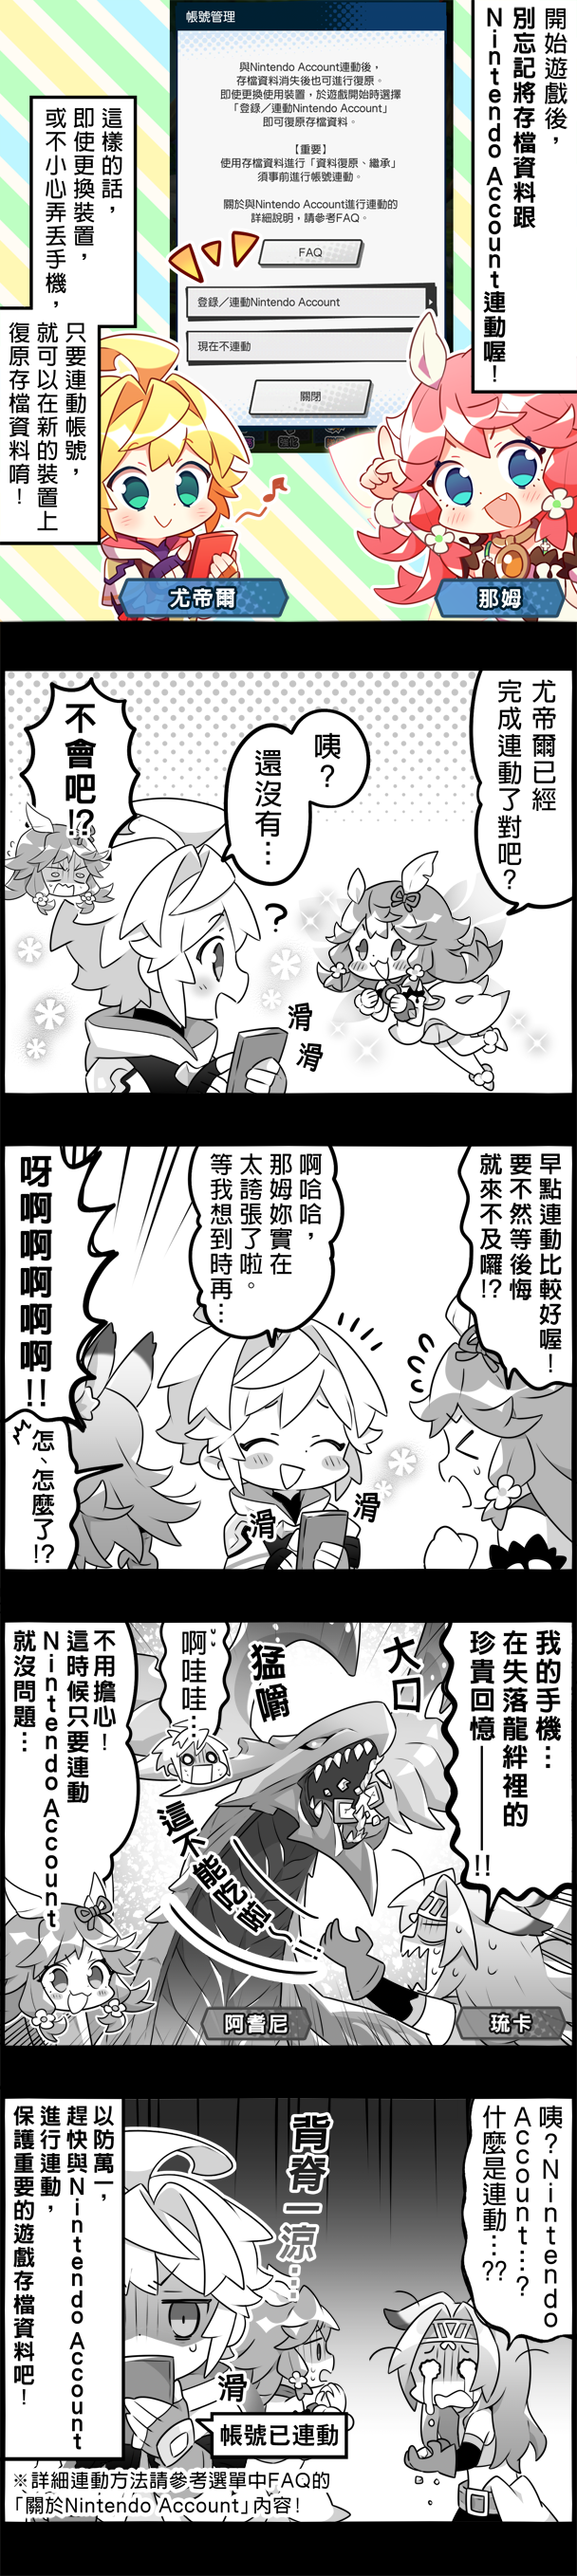 開始遊戲後，
別忘記將存檔資料跟
Nintendo Account連動喔！
帳號管理
與Nintendo Account連動後，
存檔資料消失後也可進行復原。
即使更換使用裝置，於遊戲開始時選擇
「登錄／連動Nintendo Account」
即可復原存檔資料。
【重要】
使用存檔資料進行「資料復原、繼承」
須事前進行帳號連動。
關於與Nintendo Account進行連動的
詳細說明，請參考FAQ。
FAQ
登錄／連動Nintendo Account
現在不連動
關閉
這樣的話，
即使更換裝置，
或不小心弄丟手機，
只要連動帳號，
就可以在新的裝置上
復原存檔資料唷！
尤帝爾
那姆
尤帝爾已經
完成連動了對吧？
咦？
還沒有…
不會吧!?
？
滑
滑
早點連動比較好喔！
要不然等後悔
就來不及囉!?
啊哈哈，
那姆妳實在
太誇張了啦。
等我想到時再…
滑
滑
呀啊啊啊啊啊!!
怎、怎麼了!?
我的手機…
在失落龍絆裡的
珍貴回憶——!!
大口
猛嚼
啊哇哇…
這不能吃啊～!!
不用擔心！
這時候只要連動
Nintendo Account
就沒問題…
阿耆尼
琉卡
咦？Nintendo
Account…？
什麼是連動…??
背脊一涼…
滑
帳號已連動
以防萬一，
趕快與Nintendo Account
進行連動，
保護重要的遊戲存檔資料吧！
※詳細連動方法請參考選單中FAQ的
「關於Nintendo Account」內容！